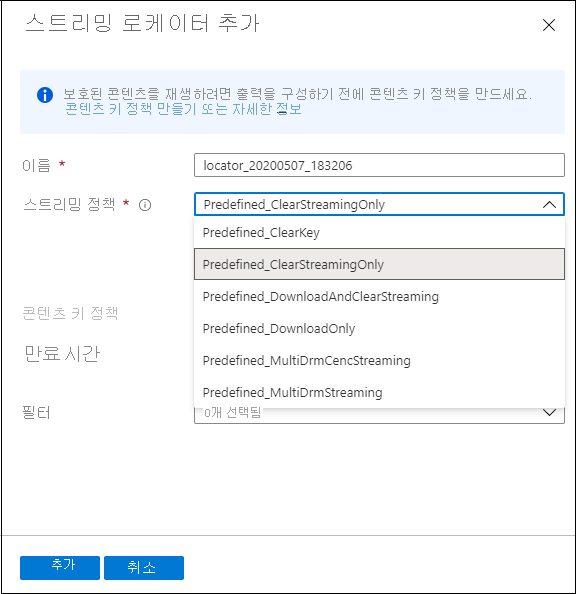 스트리밍 로케이터 추가
보호된 콘텐츠를 재생하려면 출력을 구성하기 전에 콘텐츠 키 정책을 만드세요.
콘텐츠 키 정책 만들기 또는 자세한 정보
이름 *
locator_20200507_183206
스트리밍 정책 *
Predefined_ClearStreamingOnly
Predefined_ClearKey
Predefined_ClearStreamingOnly
Predefined_DownloadAndClearStreaming
Predefined_DownloadOnly
Predefined_MultiDrmCencStreaming
Predefined_MultiDrmStreaming
콘텐츠 키 정책
만료 시간
필터
0개 선택됨
추가
취소